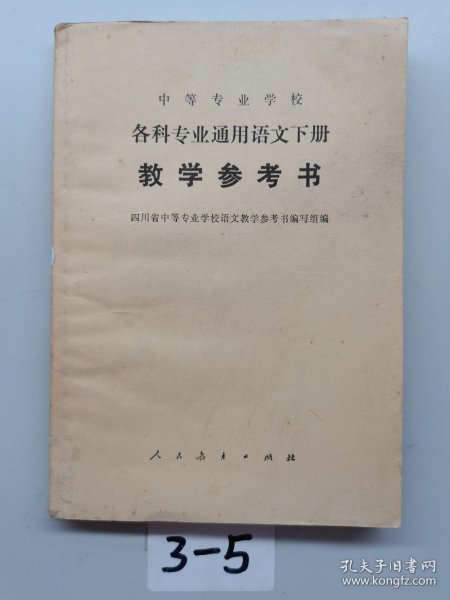 中等专业学校
各科专业通用语文下册
教学参考书
四川省中等专业学校语文教学参考书编写组编
人民教育出版社
3-5
孔夫子旧书网
www.kongfz.com